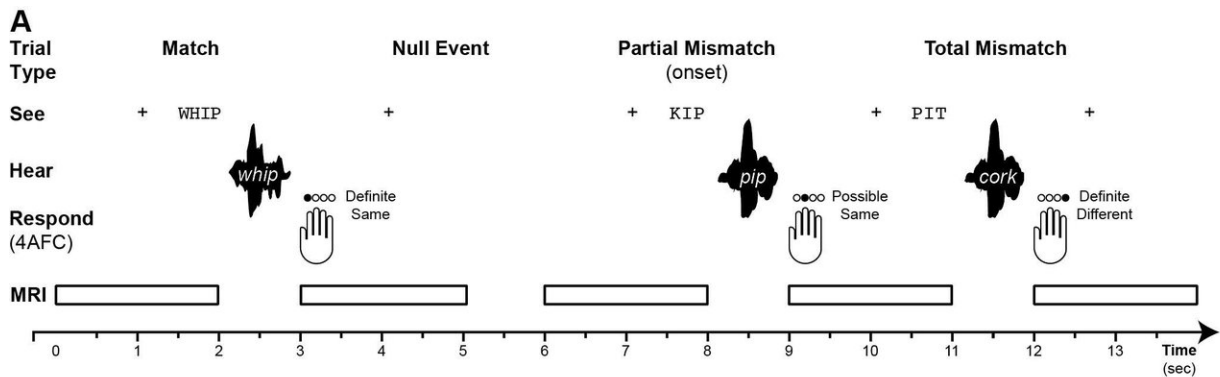 A
Trial Type
Match
Null Event
Partial Mismatch
(onset)
Total Mismatch
See
+ WHIP + + KIP + PIT +
Hear
whip
pip
cork
Respond
(4AFC)
Definite
Same
Possible
Same
Definite
Different
MRI
0 1 2 3 4 5 6 7 8 9 10 11 12 13 Time
(sec)